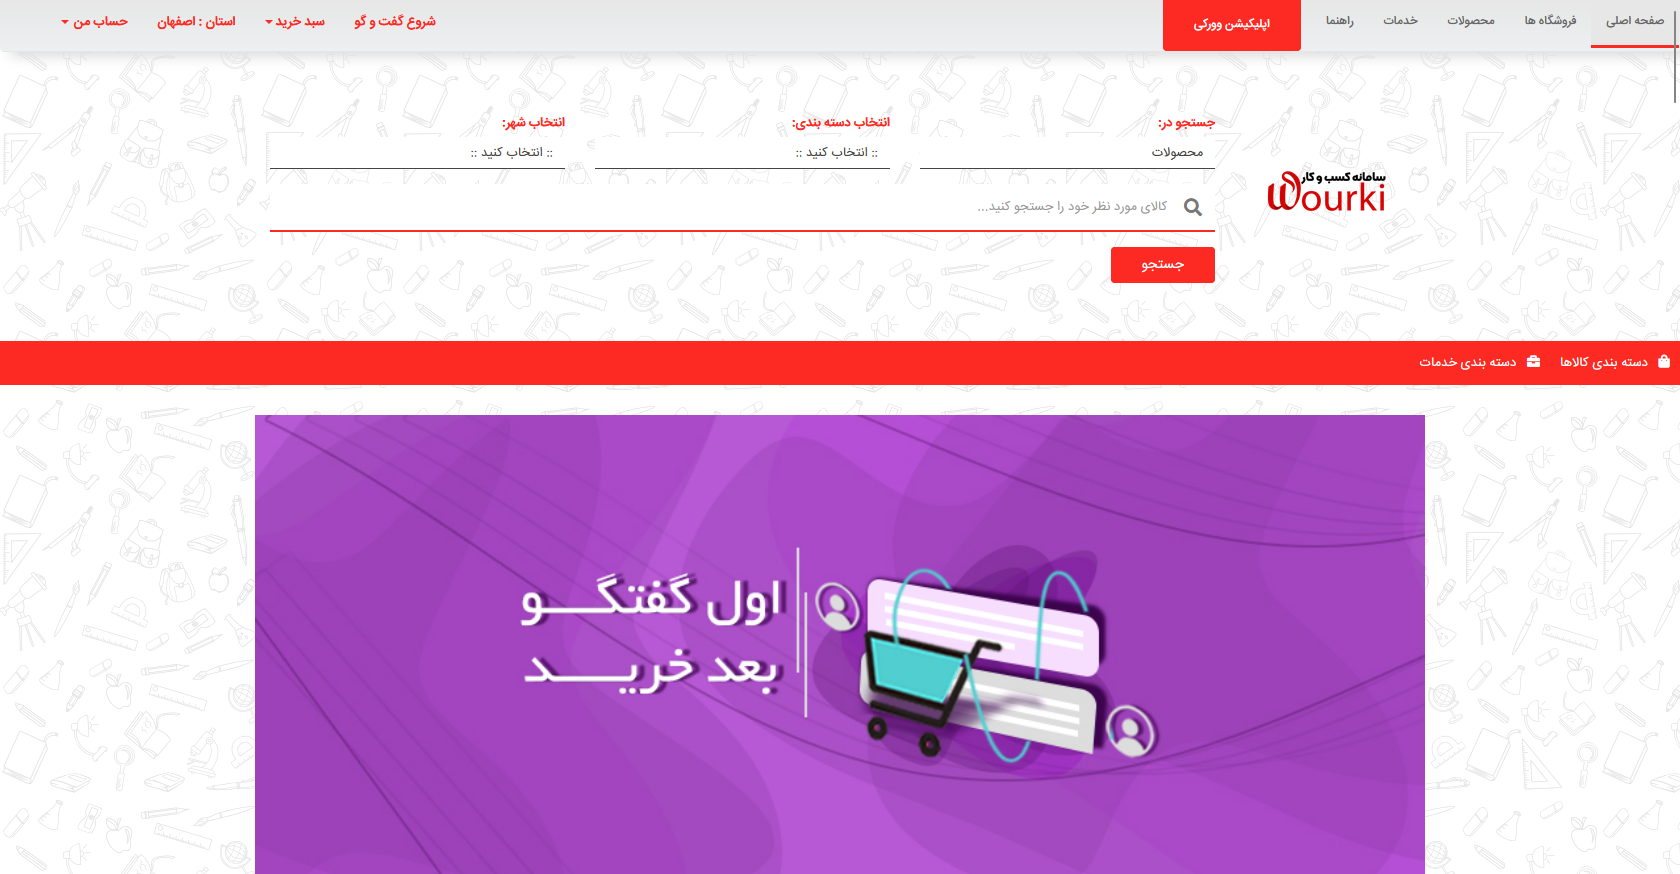 صفحه اصلی
فروشگاه ها
محصولات
خدمات
راهنما
اپلیکیشن وورکی
شروع گفت و گو
سبد خرید
استان : اصفهان
حساب من
سامانه کسب و کار
Wourki
جستجو در:
انتخاب دسته بندی:
انتخاب شهر:
محصولات
:: انتخاب کنید ::
:: انتخاب کنید ::
کالای مورد نظر خود را جستجو کنید...
جستجو
دسته بندی کالاها
دسته بندی خدمات
اول گفتگو
بعد خرید